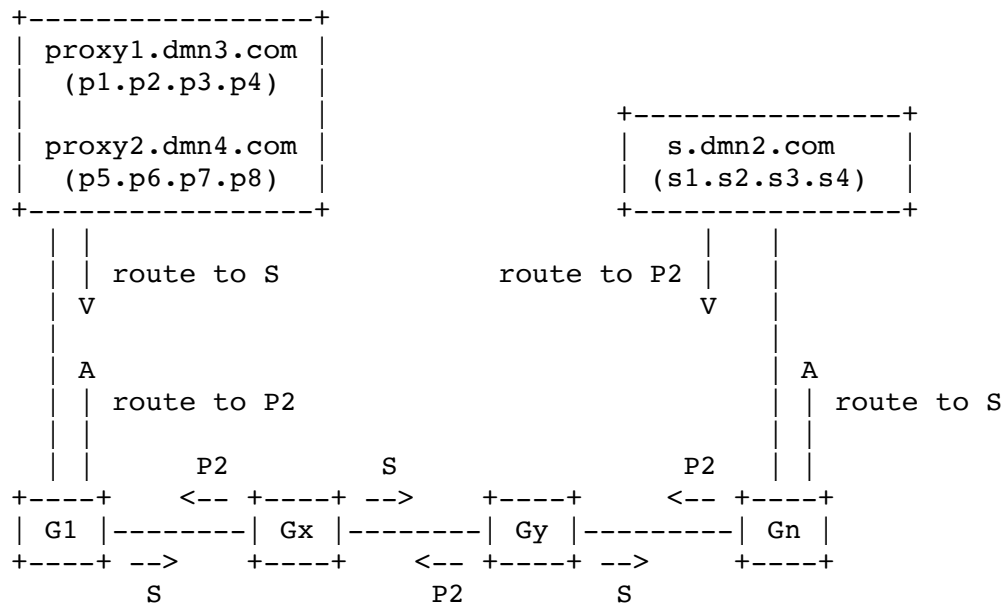 proxy1.dmn3.com
(p1.p2.p3.p4)
proxy2.dmn4.com
(p5.p6.p7.p8)
s.dmn2.com
(s1.s2.s3.s4)
route to S
route to P2
V
V
A
A
route to P2
route to S
P2 S P2
<-- --> <--
G1 Gx Gy Gn
--> <-- -->
S P2 S